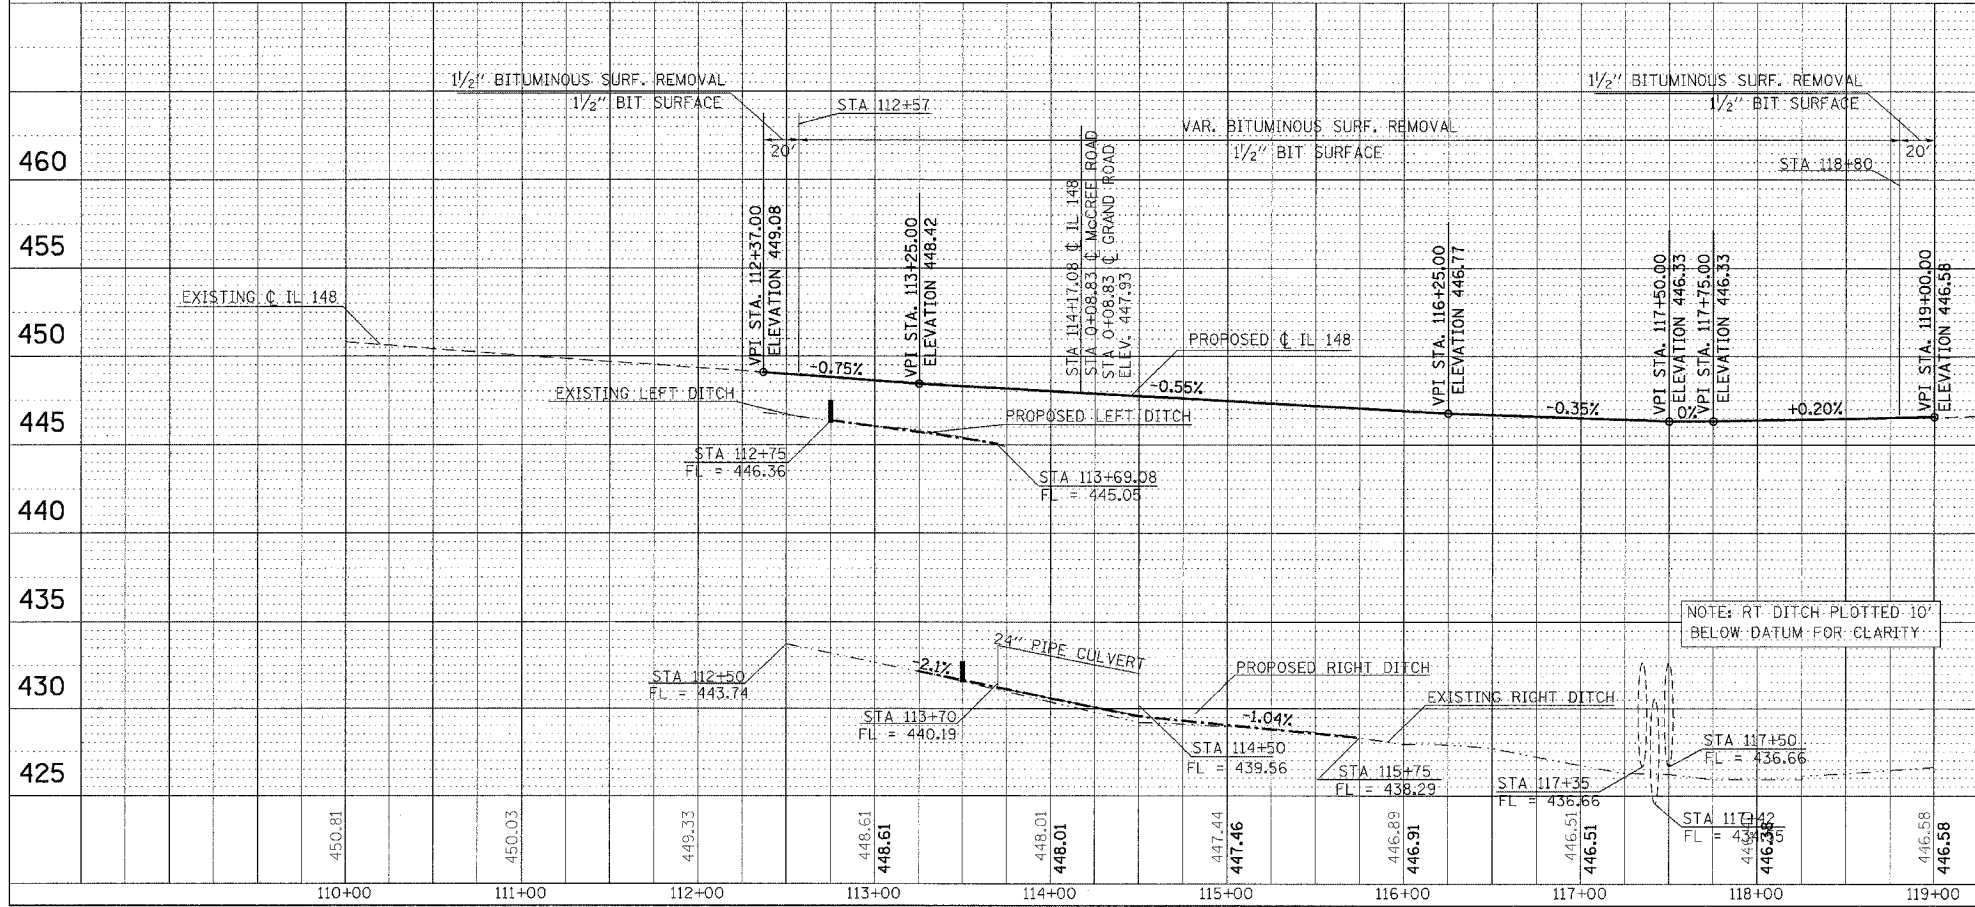 1½" BITUMINOUS SURF. REMOVAL
1½" BIT SURFACE
20'
STA 112+57
VAR. BITUMINOUS SURF. REMOVAL
1½" BIT SURFACE
1½" BITUMINOUS SURF. REMOVAL
1½" BIT SURFACE
20'
STA 118+80
460
455
450
445
440
435
430
425
EXISTING ℄ IL 148
VPI STA. 112+37.00
ELEVATION 449.08
-0.75%
VPI STA. 113+25.00
ELEVATION 448.42
STA 114+17.08 ℄ IL 148
STA 0+08.83 ℄ McCREE ROAD
STA 0+08.83 ℄ GRAND ROAD
ELEV. 447.93
-0.55%
PROPOSED ℄ IL 148
VPI STA. 116+25.00
ELEVATION 446.77
-0.35%
VPI STA. 117+50.00
ELEVATION 446.33
0%
VPI STA. 117+75.00
ELEVATION 446.33
+0.20%
VPI STA. 119+00.00
ELEVATION 446.58
EXISTING LEFT DITCH
PROPOSED LEFT DITCH
STA 112+75
FL = 446.36
STA 113+69.08
FL = 445.05
NOTE: RT DITCH PLOTTED 10'
BELOW DATUM FOR CLARITY
STA 112+50
FL = 443.74
-2.1%
24" PIPE CULVERT
STA 113+70
FL = 440.19
PROPOSED RIGHT DITCH
-1.04%
EXISTING RIGHT DITCH
STA 114+50
FL = 439.56
STA 115+75
FL = 438.29
STA 117+35
FL = 436.66
STA 117+50
FL = 436.66
STA 117+42
FL =
450.81
450.03
449.33
448.61
448.61
448.01
448.01
447.44
447.46
446.89
446.91
446.51
446.51
446.38
446.58
446.58
110+00
111+00
112+00
113+00
114+00
115+00
116+00
117+00
118+00
119+00